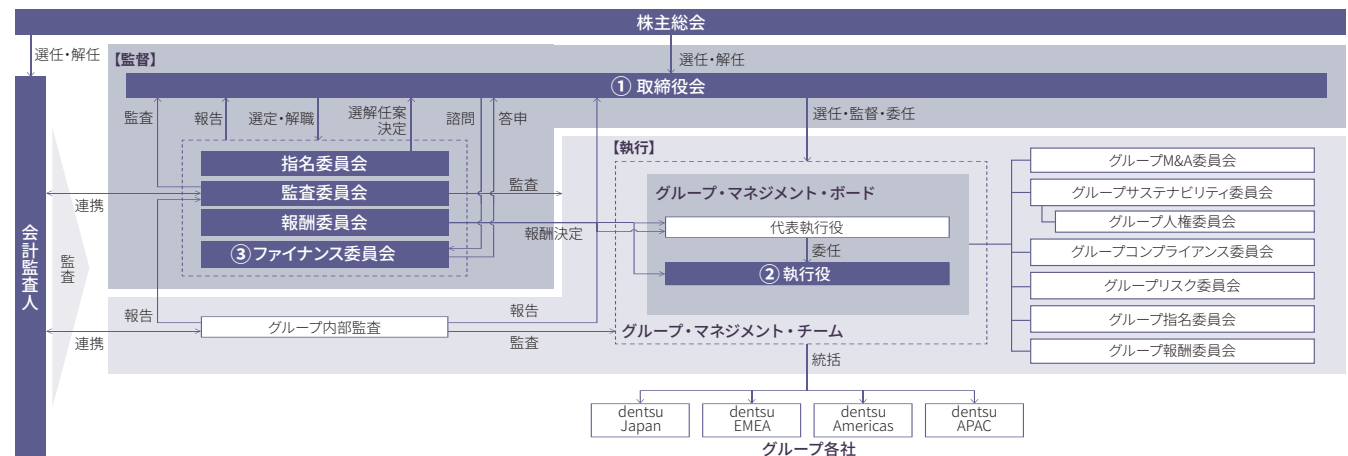 株主総会
選任・解任
【監督】
選任・解任
①取締役会
監査
報告
選定・解職
選解任案
決定
諮問
答申
選任・監督・委任
指名委員会
監査委員会
報酬委員会
③ファイナンス委員会
監査
報酬決定
連携
会計監査人
監査
【執行】
グループ・マネジメント・ボード
代表執行役
委任
②執行役
グループ・マネジメント・チーム
グループM&A委員会
グループサステナビリティ委員会
グループ人権委員会
グループコンプライアンス委員会
グループリスク委員会
グループ指名委員会
グループ報酬委員会
報告
グループ内部監査
報告
監査
連携
統括
dentsu
Japan
dentsu
EMEA
dentsu
Americas
dentsu
APAC
グループ各社